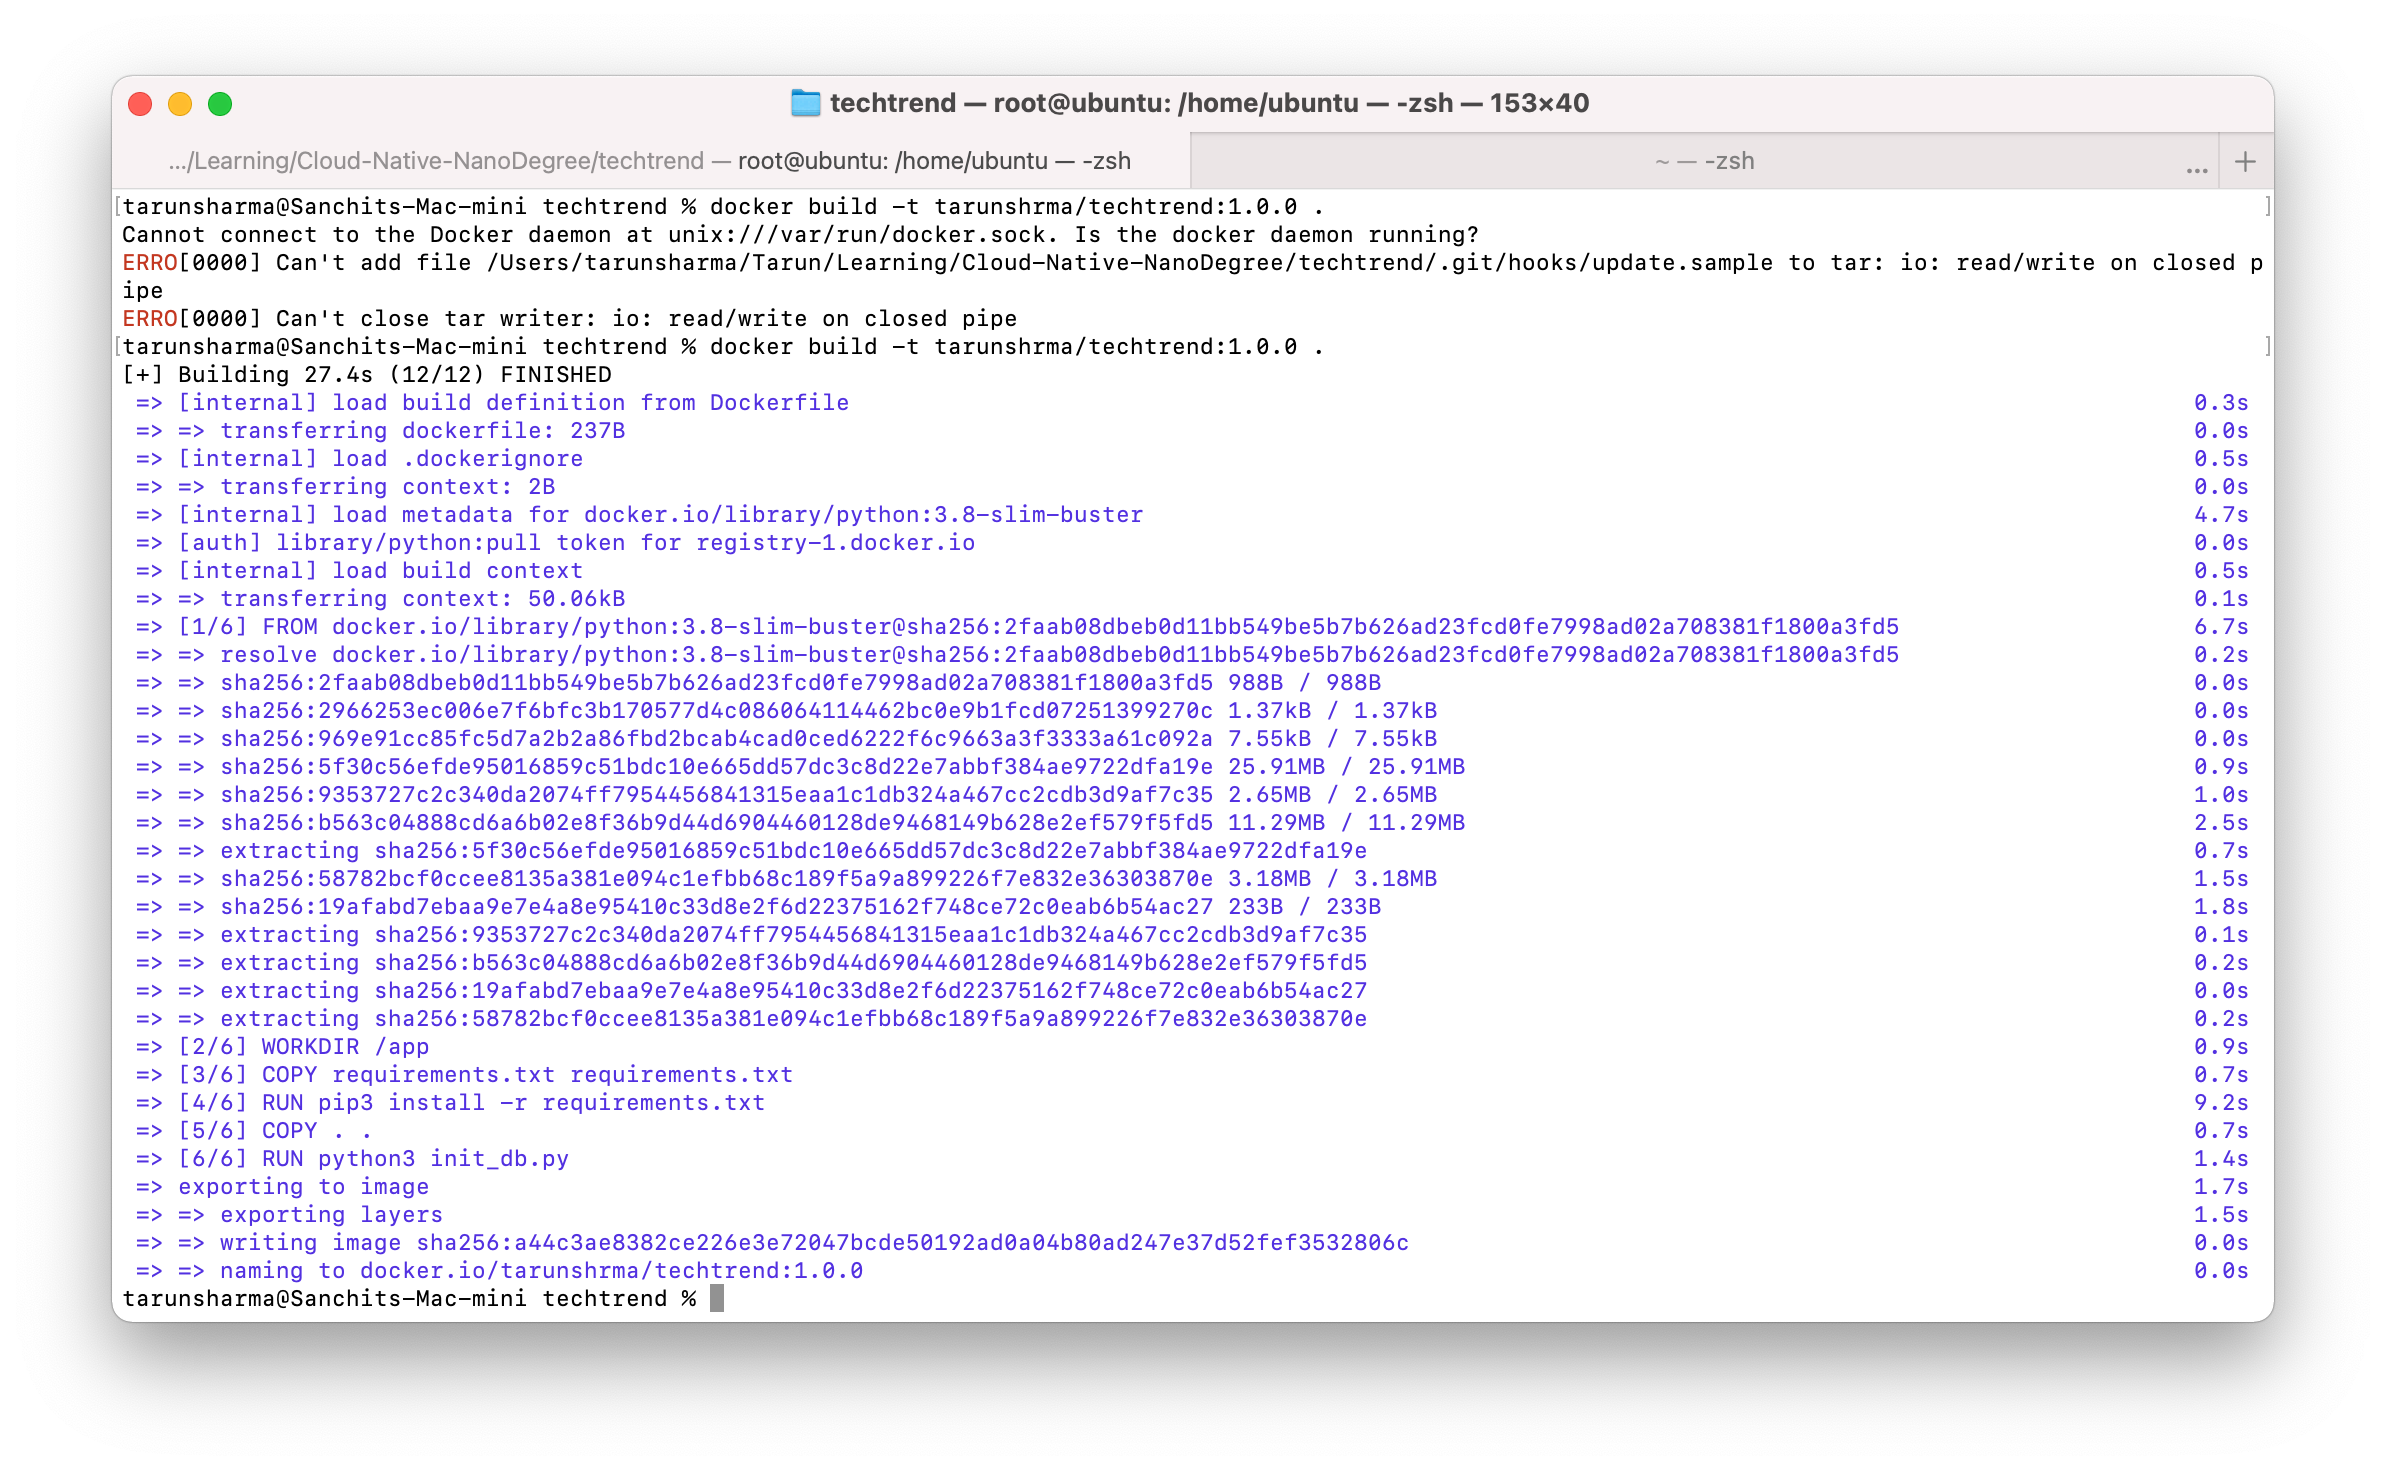 techtrend — root@ubuntu: /home/ubuntu — -zsh — 153×40
.../Learning/Cloud-Native-NanoDegree/techtrend — root@ubuntu: /home/ubuntu — -zsh
~ — -zsh ... +
[tarunsharma@Sanchits-Mac-mini techtrend % docker build -t tarunshrma/techtrend:1.0.0 . ]
Cannot connect to the Docker daemon at unix:///var/run/docker.sock. Is the docker daemon running?
ERRO[0000] Can't add file /Users/tarunsharma/Tarun/Learning/Cloud-Native-NanoDegree/techtrend/.git/hooks/update.sample to tar: io: read/write on closed p
ipe
ERRO[0000] Can't close tar writer: io: read/write on closed pipe
[tarunsharma@Sanchits-Mac-mini techtrend % docker build -t tarunshrma/techtrend:1.0.0 . ]
[+] Building 27.4s (12/12) FINISHED
=> [internal] load build definition from Dockerfile 0.3s
=> => transferring dockerfile: 237B 0.0s
=> [internal] load .dockerignore 0.5s
=> => transferring context: 2B 0.0s
=> [internal] load metadata for docker.io/library/python:3.8-slim-buster 4.7s
=> [auth] library/python:pull token for registry-1.docker.io 0.0s
=> [internal] load build context 0.5s
=> => transferring context: 50.06kB 0.1s
=> [1/6] FROM docker.io/library/python:3.8-slim-buster@sha256:2faab08dbeb0d11bb549be5b7b626ad23fcd0fe7998ad02a708381f1800a3fd5 6.7s
=> => resolve docker.io/library/python:3.8-slim-buster@sha256:2faab08dbeb0d11bb549be5b7b626ad23fcd0fe7998ad02a708381f1800a3fd5 0.2s
=> => sha256:2faab08dbeb0d11bb549be5b7b626ad23fcd0fe7998ad02a708381f1800a3fd5 988B / 988B 0.0s
=> => sha256:2966253ec006e7f6bfc3b170577d4c086064114462bc0e9b1fcd07251399270c 1.37kB / 1.37kB 0.0s
=> => sha256:969e91cc85fc5d7a2b2a86fbd2bcab4cad0ced6222f6c9663a3f3333a61c092a 7.55kB / 7.55kB 0.0s
=> => sha256:5f30c56efde95016859c51bdc10e665dd57dc3c8d22e7abbf384ae9722dfa19e 25.91MB / 25.91MB 0.9s
=> => sha256:9353727c2c340da2074ff7954456841315eaa1c1db324a467cc2cdb3d9af7c35 2.65MB / 2.65MB 1.0s
=> => sha256:b563c04888cd6a6b02e8f36b9d44d6904460128de9468149b628e2ef579f5fd5 11.29MB / 11.29MB 2.5s
=> => extracting sha256:5f30c56efde95016859c51bdc10e665dd57dc3c8d22e7abbf384ae9722dfa19e 0.7s
=> => sha256:58782bcf0ccee8135a381e094c1efbb68c189f5a9a899226f7e832e36303870e 3.18MB / 3.18MB 1.5s
=> => sha256:19afabd7ebaa9e7e4a8e95410c33d8e2f6d22375162f748ce72c0eab6b54ac27 233B / 233B 1.8s
=> => extracting sha256:9353727c2c340da2074ff7954456841315eaa1c1db324a467cc2cdb3d9af7c35 0.1s
=> => extracting sha256:b563c04888cd6a6b02e8f36b9d44d6904460128de9468149b628e2ef579f5fd5 0.2s
=> => extracting sha256:19afabd7ebaa9e7e4a8e95410c33d8e2f6d22375162f748ce72c0eab6b54ac27 0.0s
=> => extracting sha256:58782bcf0ccee8135a381e094c1efbb68c189f5a9a899226f7e832e36303870e 0.2s
=> [2/6] WORKDIR /app 0.9s
=> [3/6] COPY requirements.txt requirements.txt 0.7s
=> [4/6] RUN pip3 install -r requirements.txt 9.2s
=> [5/6] COPY . . 0.7s
=> [6/6] RUN python3 init_db.py 1.4s
=> exporting to image 1.7s
=> => exporting layers 1.5s
=> => writing image sha256:a44c3ae8382ce226e3e72047bcde50192ad0a04b80ad247e37d52fef3532806c 0.0s
=> => naming to docker.io/tarunshrma/techtrend:1.0.0 0.0s
tarunsharma@Sanchits-Mac-mini techtrend %